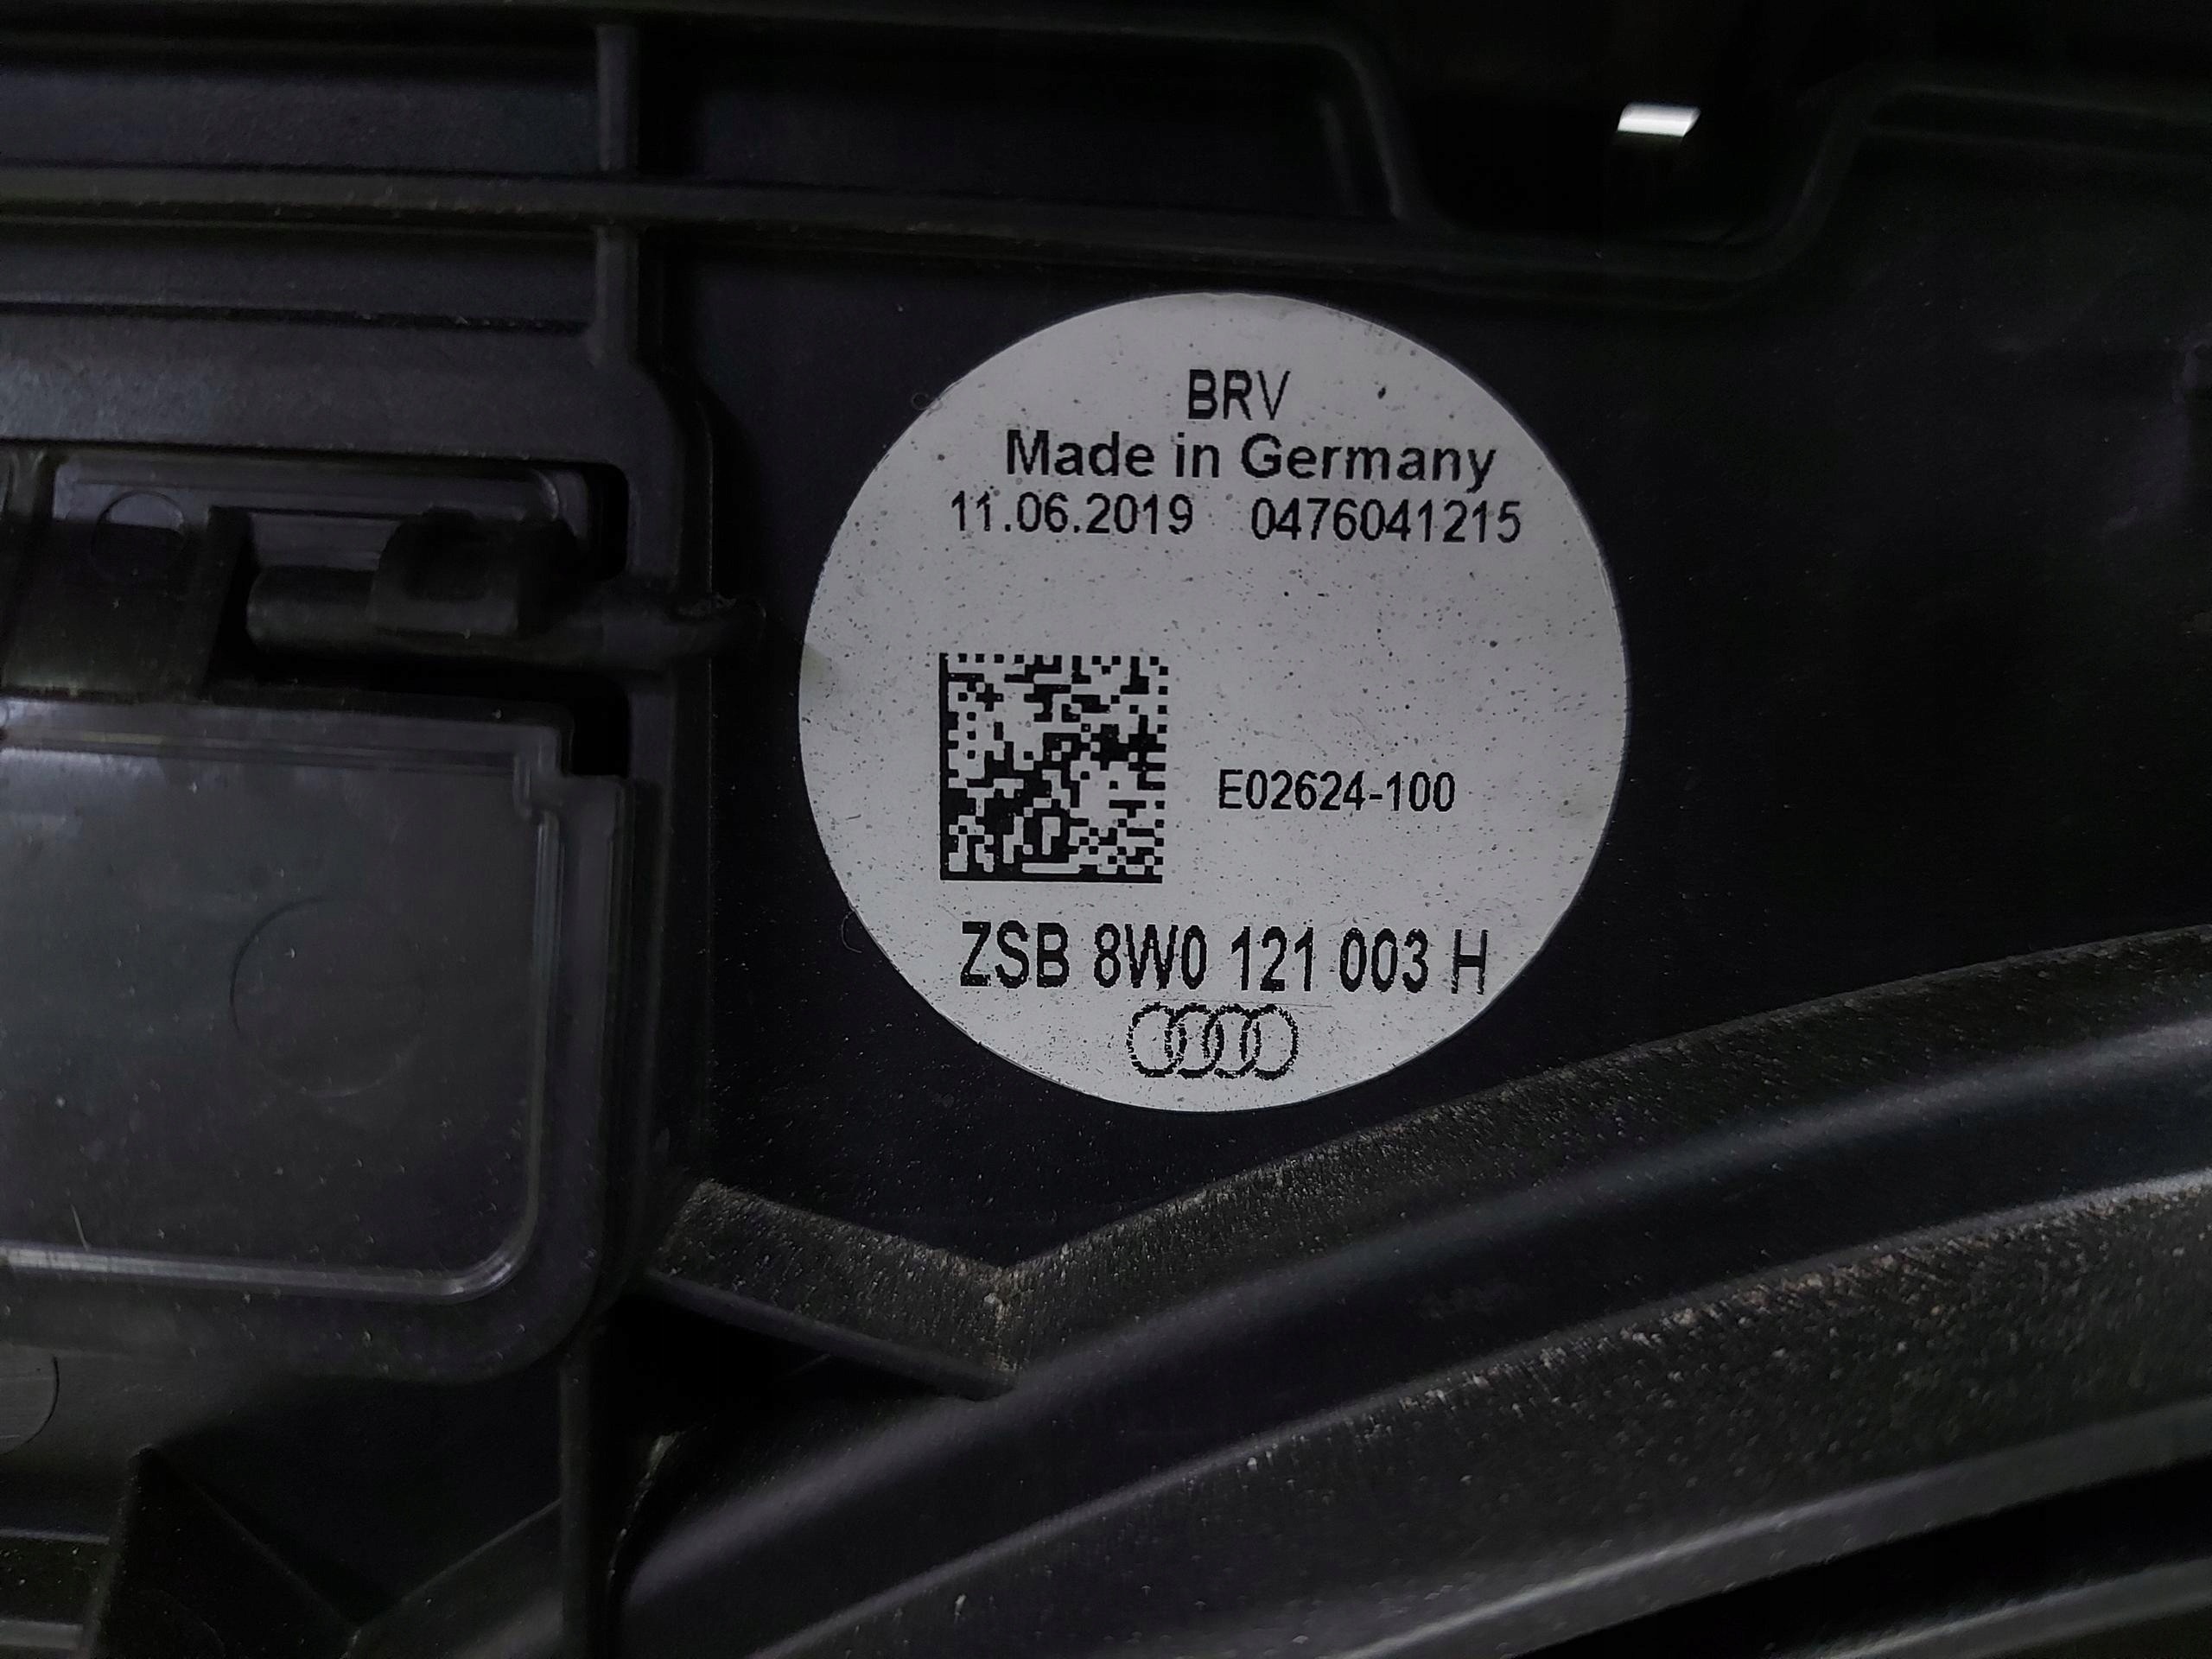 BRV
Made in Germany
11.06.2019 0476041215
E02624-100
ZSB 8W0 121 003 H